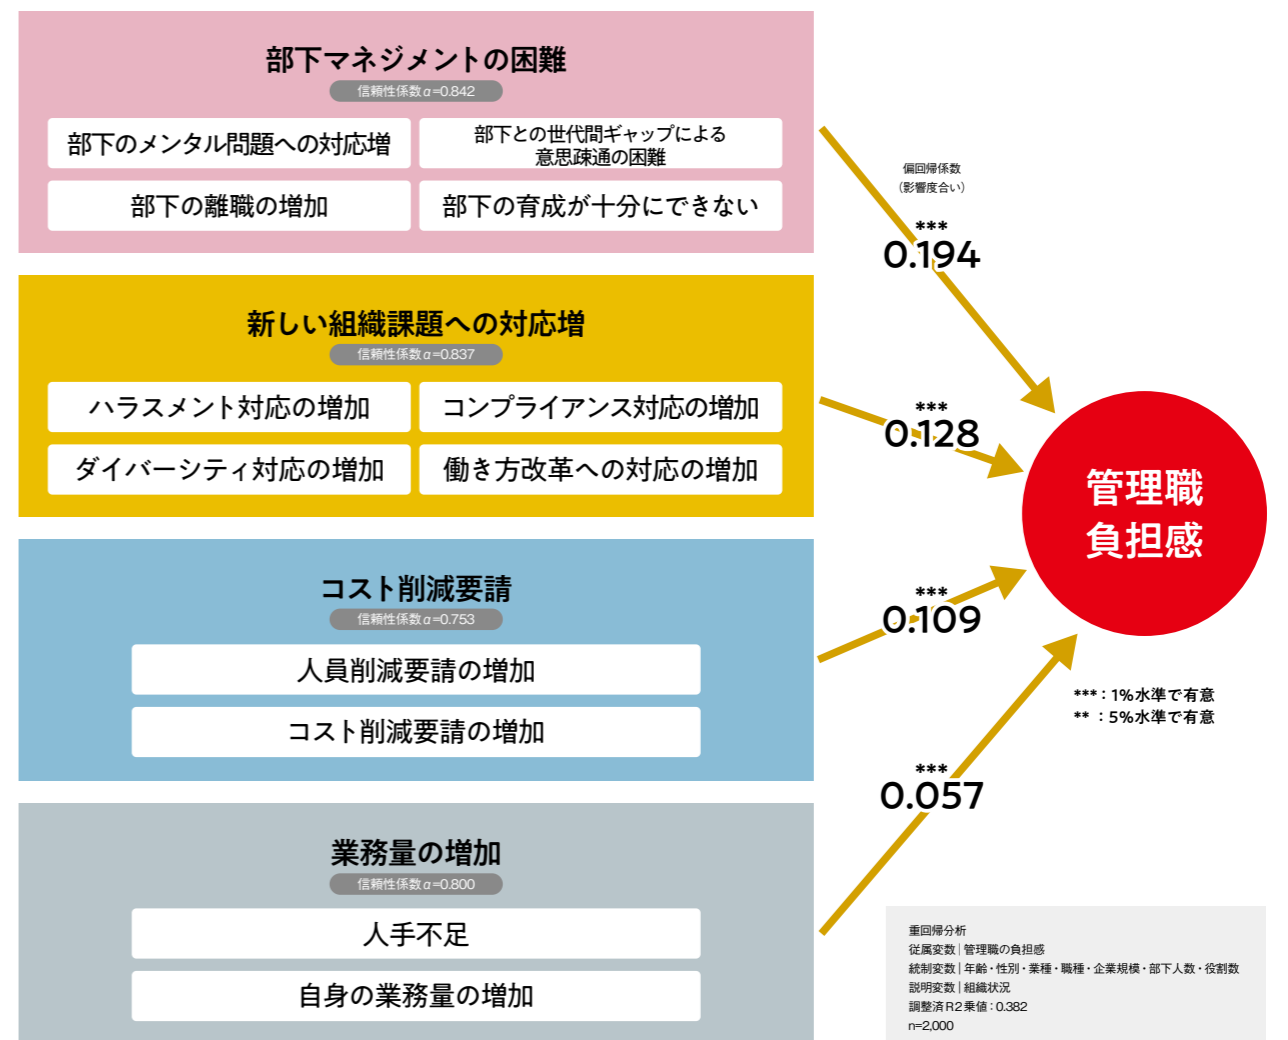 部下マネジメントの困難
信頼性係数α=0.842
部下のメンタル問題への対応増
部下との世代間ギャップによる
意思疎通の困難
部下の離職の増加
部下の育成が十分にできない
新しい組織課題への対応増
信頼性係数α=0.837
ハラスメント対応の増加
コンプライアンス対応の増加
ダイバーシティ対応の増加
働き方改革への対応の増加
コスト削減要請
信頼性係数α=0.753
人員削減要請の増加
コスト削減要請の増加
業務量の増加
信頼性係数α=0.800
人手不足
自身の業務量の増加
偏回帰係数
（影響度合い）
***
0.194
***
0.128
***
0.109
***
0.057
管理職
負担感
***：1%水準で有意
** ：5%水準で有意
重回帰分析
従属変数｜管理職の負担感
統制変数｜年齢・性別・業種・職種・企業規模・部下人数・役割数
説明変数｜組織状況
調整済R2乗値：0.382
n=2,000